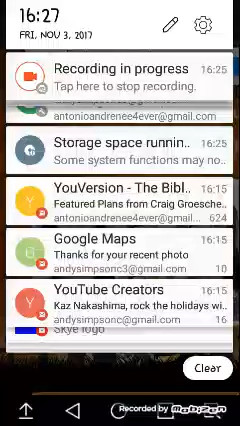 16:27
FRI, NOV 3, 2017
Recording in progress 16:25
Tap here to stop recording.
antonioandrenee4ever@gmail.com
Storage space runnin.. 16:25
Some system functions may no..
YouVersion - The Bibl.. 16:15
Featured Plans from Craig Groesche..
antonioandrenee4ever@gmail... 624
Google Maps 16:15
Thanks for your recent photo
andysimpsonc3@gmail.com 10
YouTube Creators 16:15
Kaz Nakashima, rock the holidays wi..
andysimpsonc@gmail.com 16
Skye logo
Clear
Recorded by Mobizen